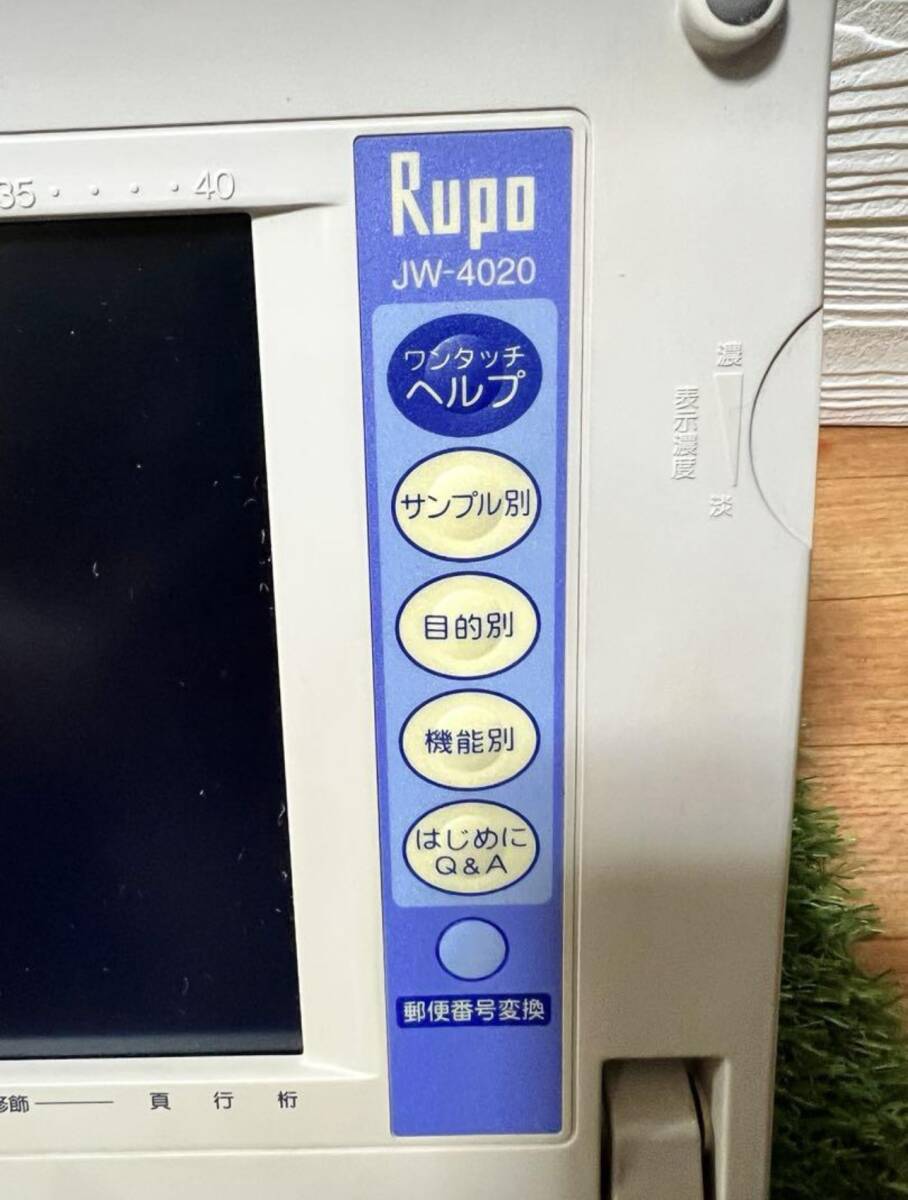 35 ・ ・ ・ ・ 40
Rupo
JW-4020
ワンタッチ
ヘルプ
サンプル別
目的別
機能別
はじめに
Q&A
郵便番号変換
濃
表示濃度
淡
修飾 頁 行 桁